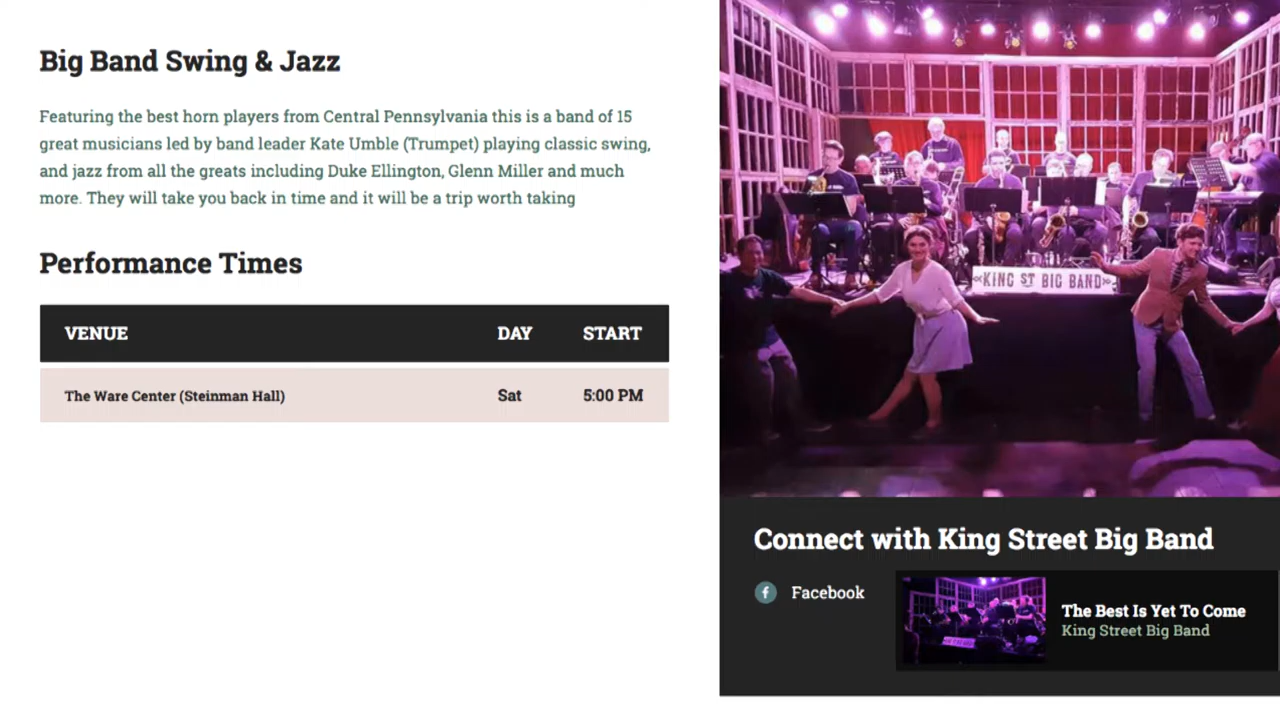 Big Band Swing & Jazz
Featuring the best horn players from Central Pennsylvania this is a band of 15
great musicians led by band leader Kate Umble (Trumpet) playing classic swing,
and jazz from all the greats including Duke Ellington, Glenn Miller and much
more. They will take you back in time and it will be a trip worth taking
Performance Times
VENUE DAY START
The Ware Center (Steinman Hall) Sat 5:00 PM
KING ST BIG BAND
Connect with King Street Big Band
Facebook
The Best Is Yet To Come
King Street Big Band